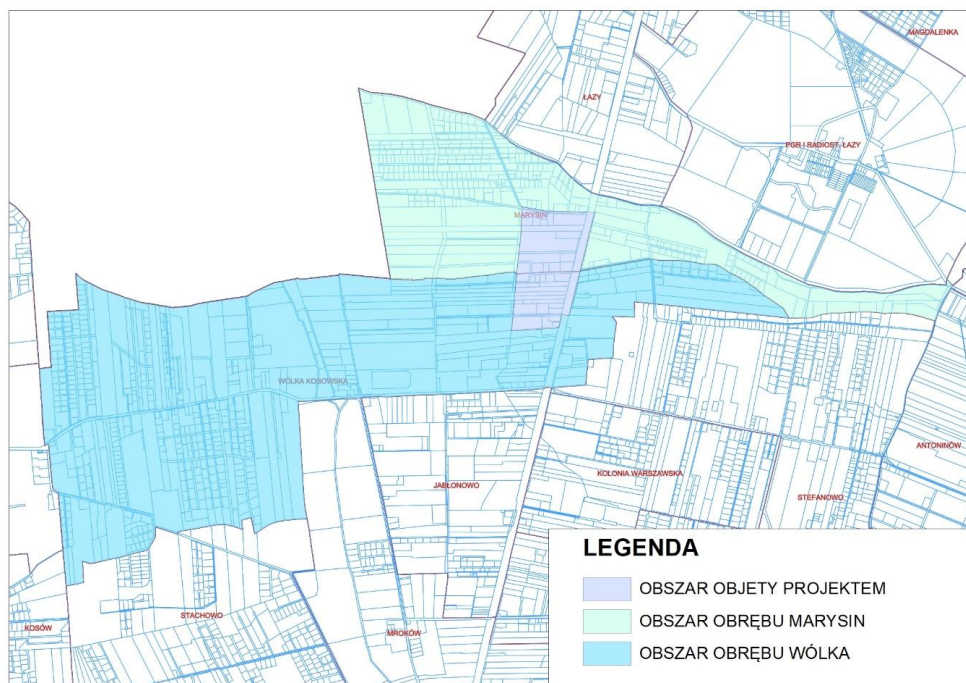 MAGDALENKA
ŁAZY
PGR I RADIOST. ŁAZY
MARYSIN
WÓLKA KOSOWSKA
ANTONINÓW
KOLONIA WARSZAWSKA
JABŁONOWO
STEFANOWO
STACHOWO
KOSÓW
MROKÓW
LEGENDA
OBSZAR OBJĘTY PROJEKTEM
OBSZAR OBRĘBU MARYSIN
OBSZAR OBRĘBU WÓLKA